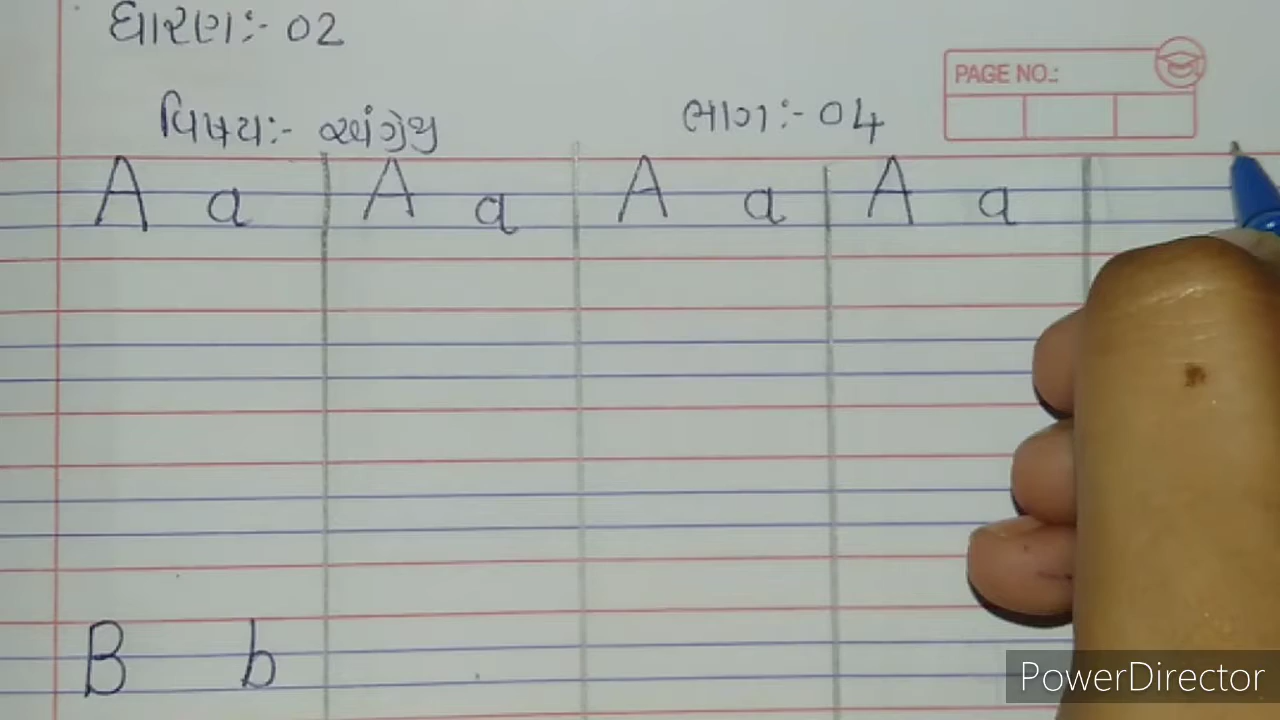 ધારણ:- 02
PAGE NO.:
વિષય:- અંગ્રેજી
ભાગ:- 04
A a A a A a A a
B b
PowerDirector